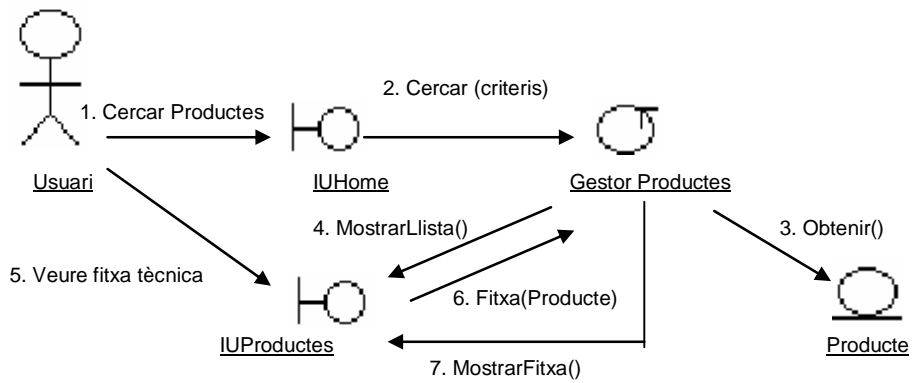 2. Cercar (criteris)
1. Cercar Productes
Usuari
IUHome
Gestor Productes
4. MostrarLlista()
3. Obtenir()
5. Veure fitxa tècnica
6. Fitxa(Producte)
IUProductes
Producte
7. MostrarFitxa()